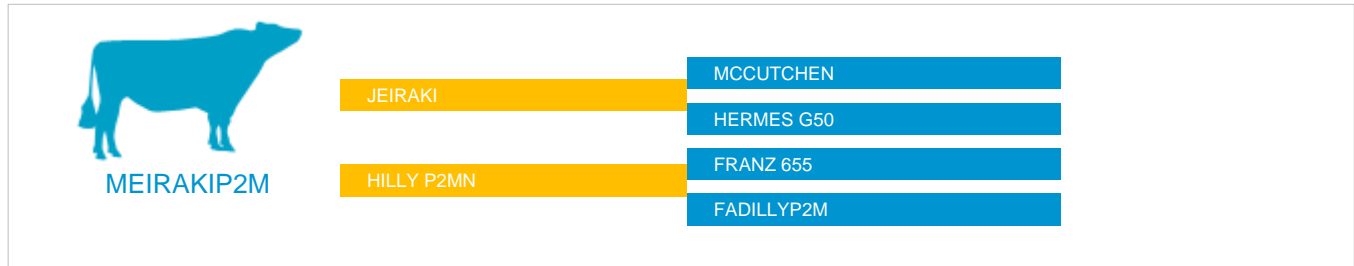 MEIRAKIP2M
JEIRAKI
HILLY P2MN
MCCUTCHEN
HERMES G50
FRANZ 655
FADILLYP2M